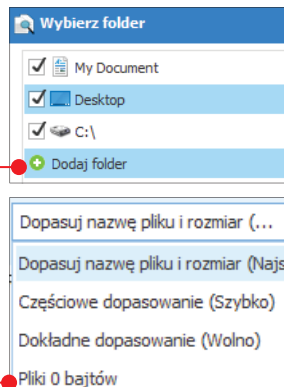 Wybierz folder
My Document
Desktop
C:\
Dodaj folder
Dopasuj nazwę pliku i rozmiar (...
Dopasuj nazwę pliku i rozmiar (Najs
Częściowe dopasowanie (Szybko)
Dokładne dopasowanie (Wolno)
Pliki 0 bajtów